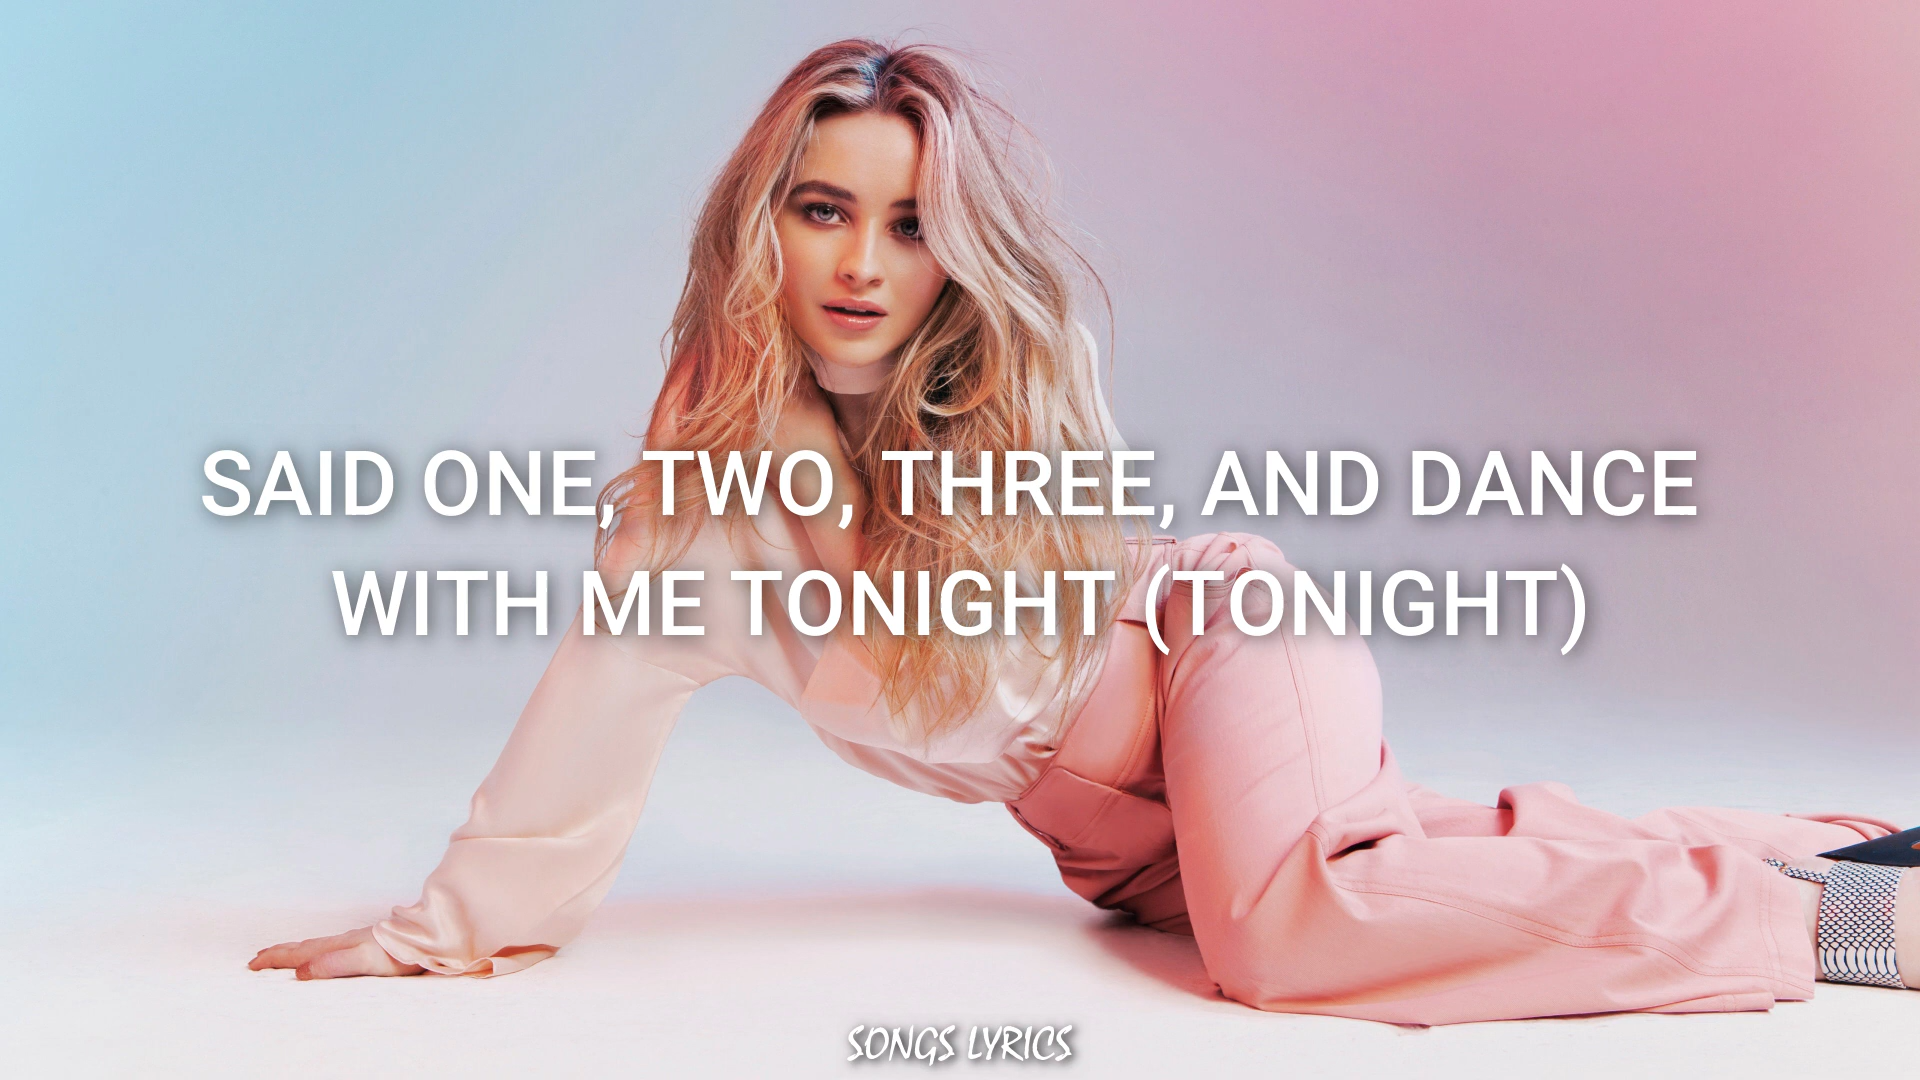 SAID ONE, TWO, THREE, AND DANCE
WITH ME TONIGHT (TONIGHT)
SONGS LYRICS